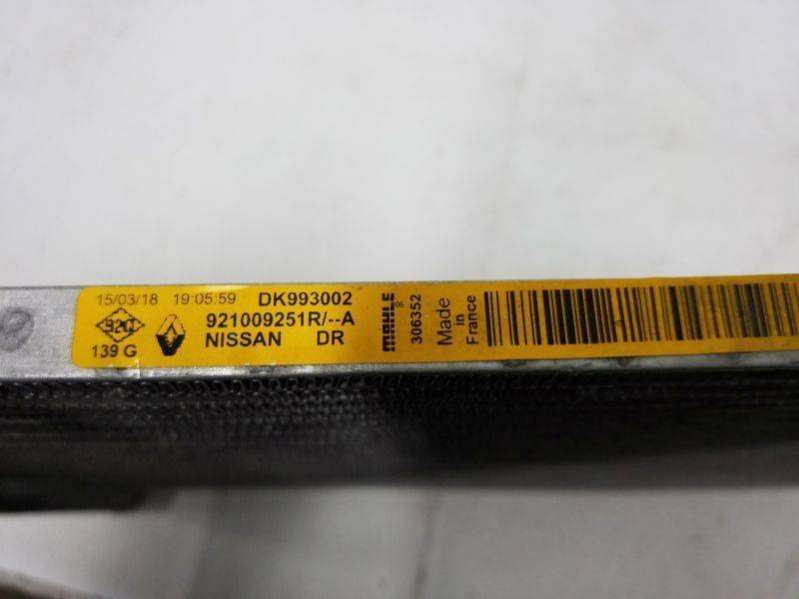 15/03/18 19:05:59 DK993002
921009251R/--A
139 G NISSAN DR
MAHLE
306352
Made
in
France